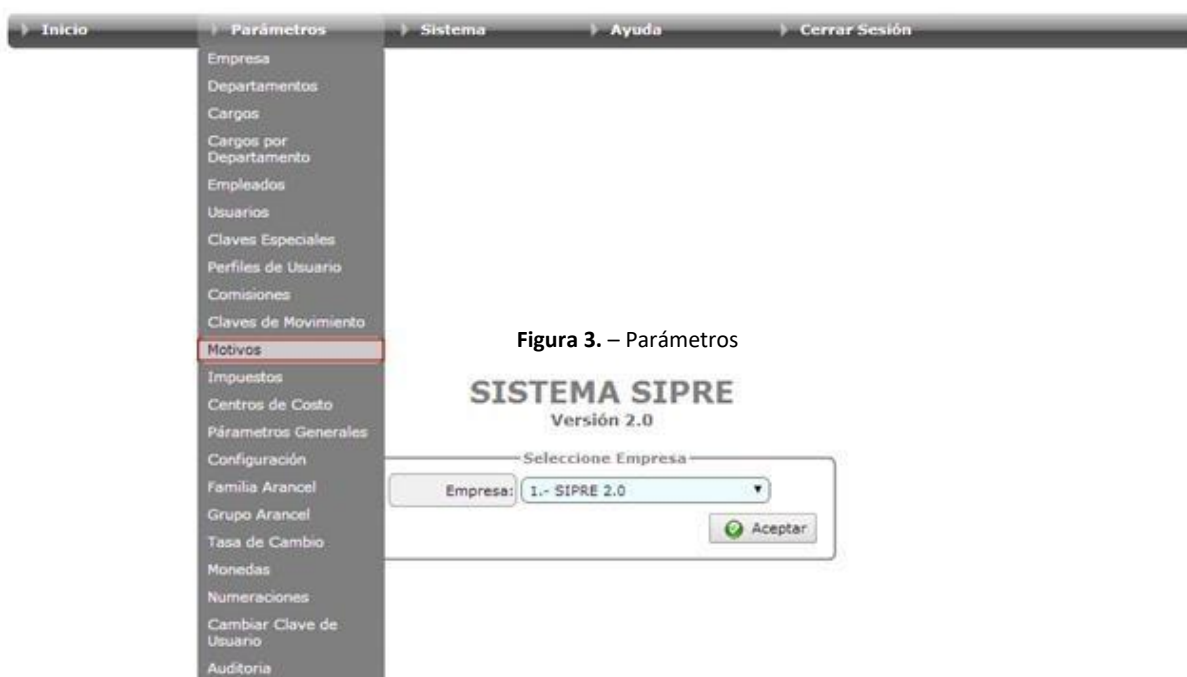 Inicio Parámetros Sistema Ayuda Cerrar Sesión
Empresa
Departamentos
Cargos
Cargos por
Departamento
Empleados
Usuarios
Claves Especiales
Perfiles de Usuario
Comisiones
Claves de Movimiento
Motivos
Impuestos
Centros de Costo
Párametros Generales
Configuración
Familia Arancel
Grupo Arancel
Tasa de Cambio
Monedas
Numeraciones
Cambiar Clave de
Usuario
Auditoria
Figura 3. – Parámetros
SISTEMA SIPRE
Versión 2.0
Seleccione Empresa
Empresa: 1.- SIPRE 2.0
Aceptar